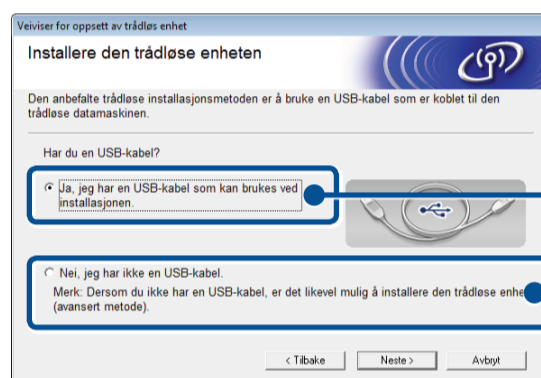 Veiviser for oppsett av trådløs enhet
Installere den trådløse enheten
Den anbefalte trådløse installasjonsmetoden er å bruke en USB-kabel som er koblet til den
trådløse datamaskinen.
Har du en USB-kabel?
Ja, jeg har en USB-kabel som kan brukes ved
installasjonen.
Nei, jeg har ikke en USB-kabel.
Merk: Dersom du ikke har en USB-kabel, er det likevel mulig å installere den trådløse
(avansert metode).
< Tilbake
Neste >
Avbryt